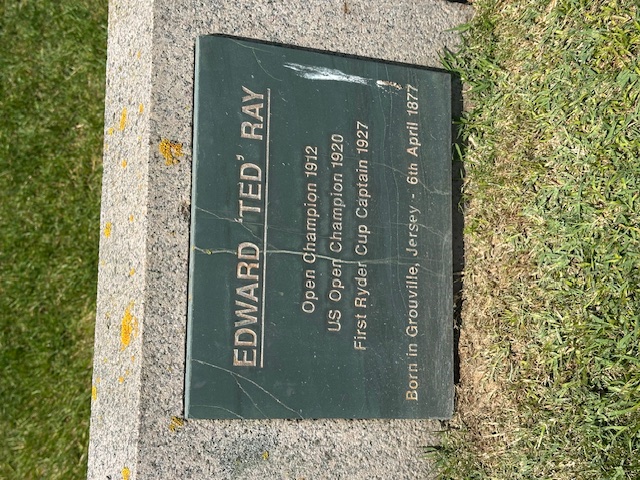 EDWARD 'TED' RAY
Open Champion 1912
US Open Champion 1920
First Ryder Cup Captain 1927
Born in Grouville, Jersey - 6th April 1877